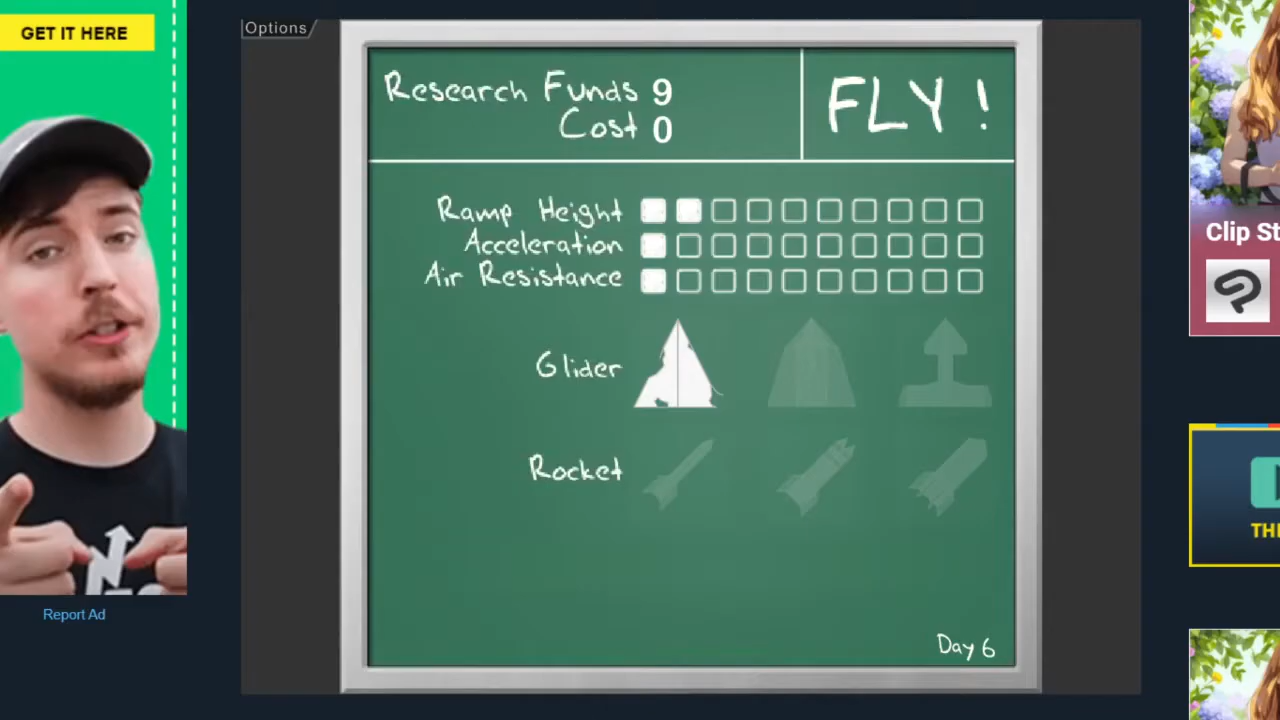 GET IT HERE
Options
Research Funds 9
Cost 0
FLY!
Ramp Height
Acceleration
Air Resistance
Glider
Rocket
Day 6
Report Ad
Clip St
TH